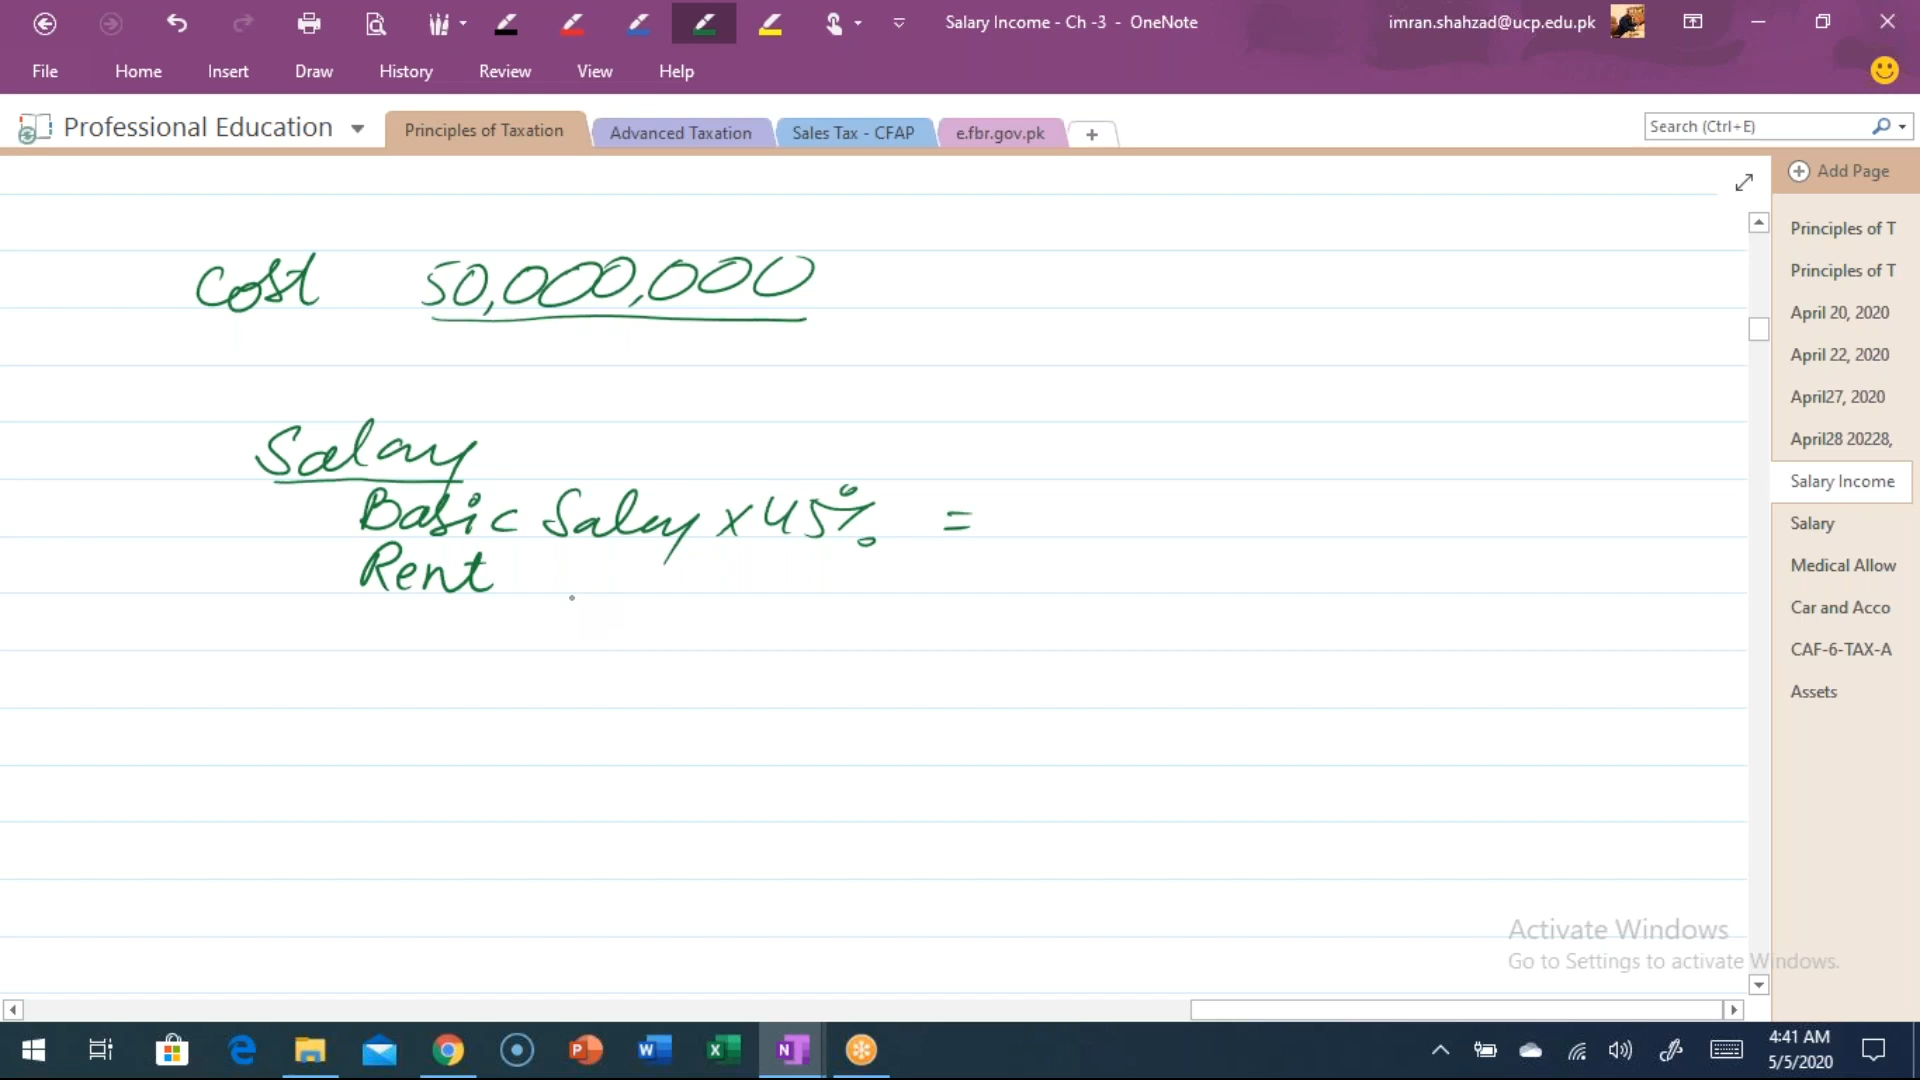 Salary Income - Ch -3 - OneNote
imran.shahzad@ucp.edu.pk
File Home Insert Draw History Review View Help
Professional Education
Principles of Taxation
Advanced Taxation
Sales Tax - CFAP
e.fbr.gov.pk
Search (Ctrl+E)
Add Page
Principles of T
Principles of T
April 20, 2020
April 22, 2020
April27, 2020
April28 20228,
Salary Income
Salary
Medical Allow
Car and Acco
CAF-6-TAX-A
Assets
Cost 50,000,000
Salary
Basic Salary x 45% =
Rent
Activate Windows
Go to Settings to activate Windows.
4:41 AM
5/5/2020